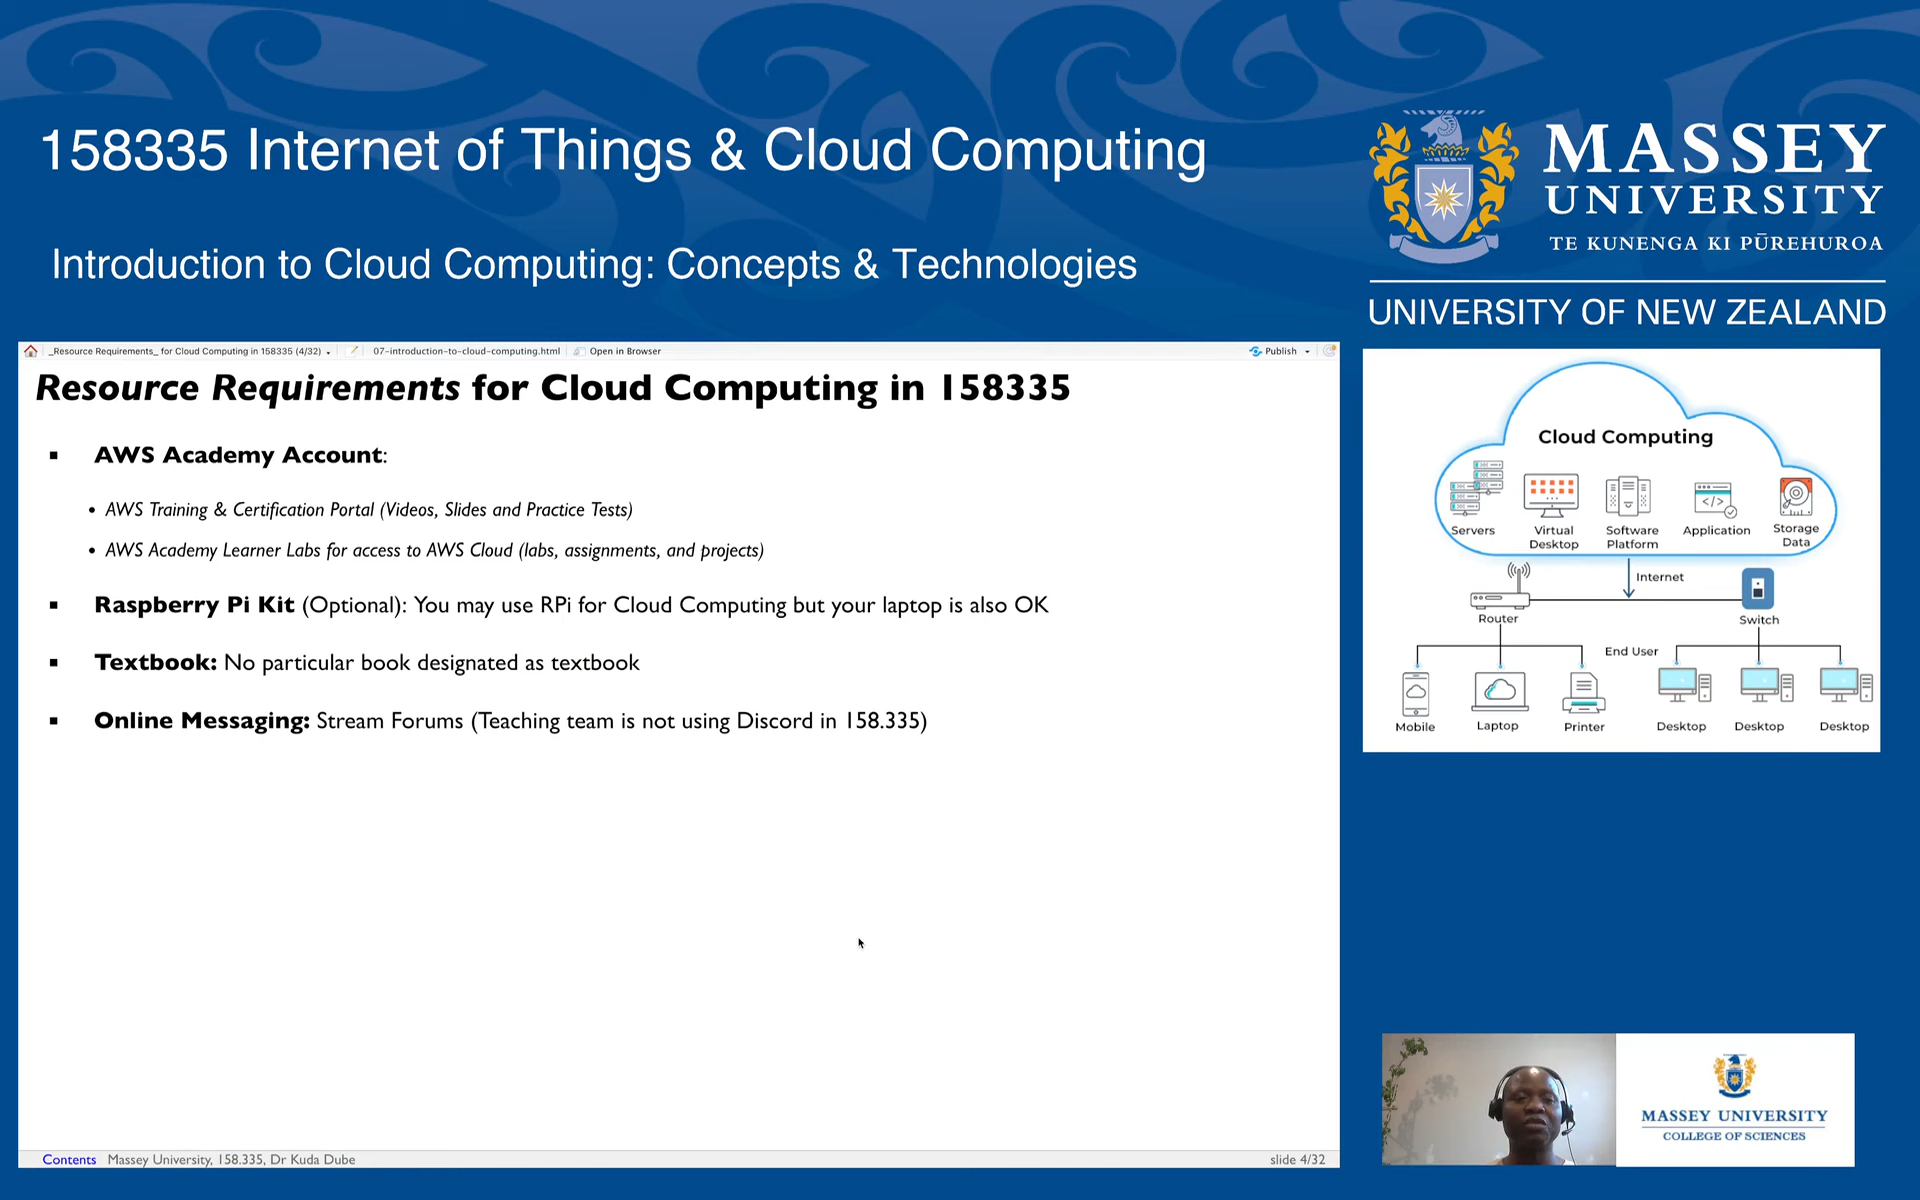 158335 Internet of Things & Cloud Computing
Introduction to Cloud Computing: Concepts & Technologies
MASSEY
UNIVERSITY
TE KUNENGA KI PŪREHUROA
UNIVERSITY OF NEW ZEALAND
_Resource Requirements_ for Cloud Computing in 158335 (4/32)
07-introduction-to-cloud-computing.html
Open in Browser
Publish
Resource Requirements for Cloud Computing in 158335
▪ AWS Academy Account:
• AWS Training & Certification Portal (Videos, Slides and Practice Tests)
• AWS Academy Learner Labs for access to AWS Cloud (labs, assignments, and projects)
▪ Raspberry Pi Kit (Optional): You may use RPi for Cloud Computing but your laptop is also OK
▪ Textbook: No particular book designated as textbook
▪ Online Messaging: Stream Forums (Teaching team is not using Discord in 158.335)
Contents Massey University, 158.335, Dr Kuda Dube
slide 4/32
Cloud Computing
Servers
Virtual
Desktop
Software
Platform
</>
Application
Storage
Data
Internet
Router
Switch
End User
Mobile
Laptop
Printer
Desktop
Desktop
Desktop
MASSEY UNIVERSITY
COLLEGE OF SCIENCES